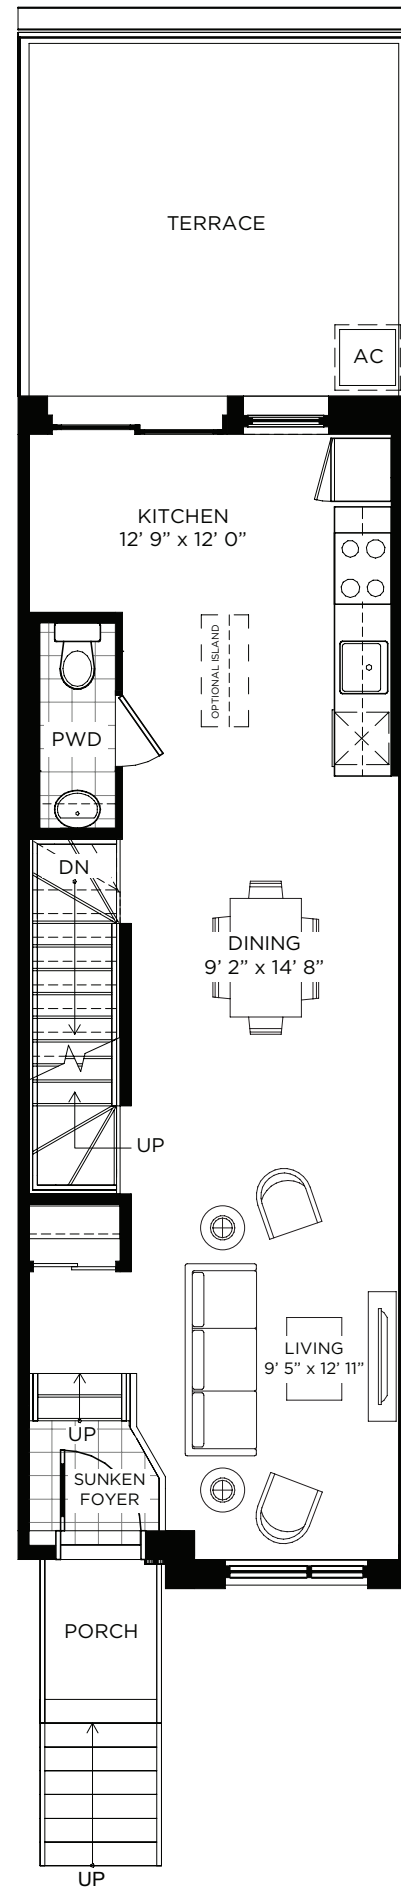 TERRACE
AC
KITCHEN
12’ 9” x 12’ 0”
OPTIONAL ISLAND
PWD
DN
DINING
9’ 2” x 14’ 8”
UP
LIVING
9’ 5” x 12’ 11”
UP
SUNKEN
FOYER
PORCH
UP